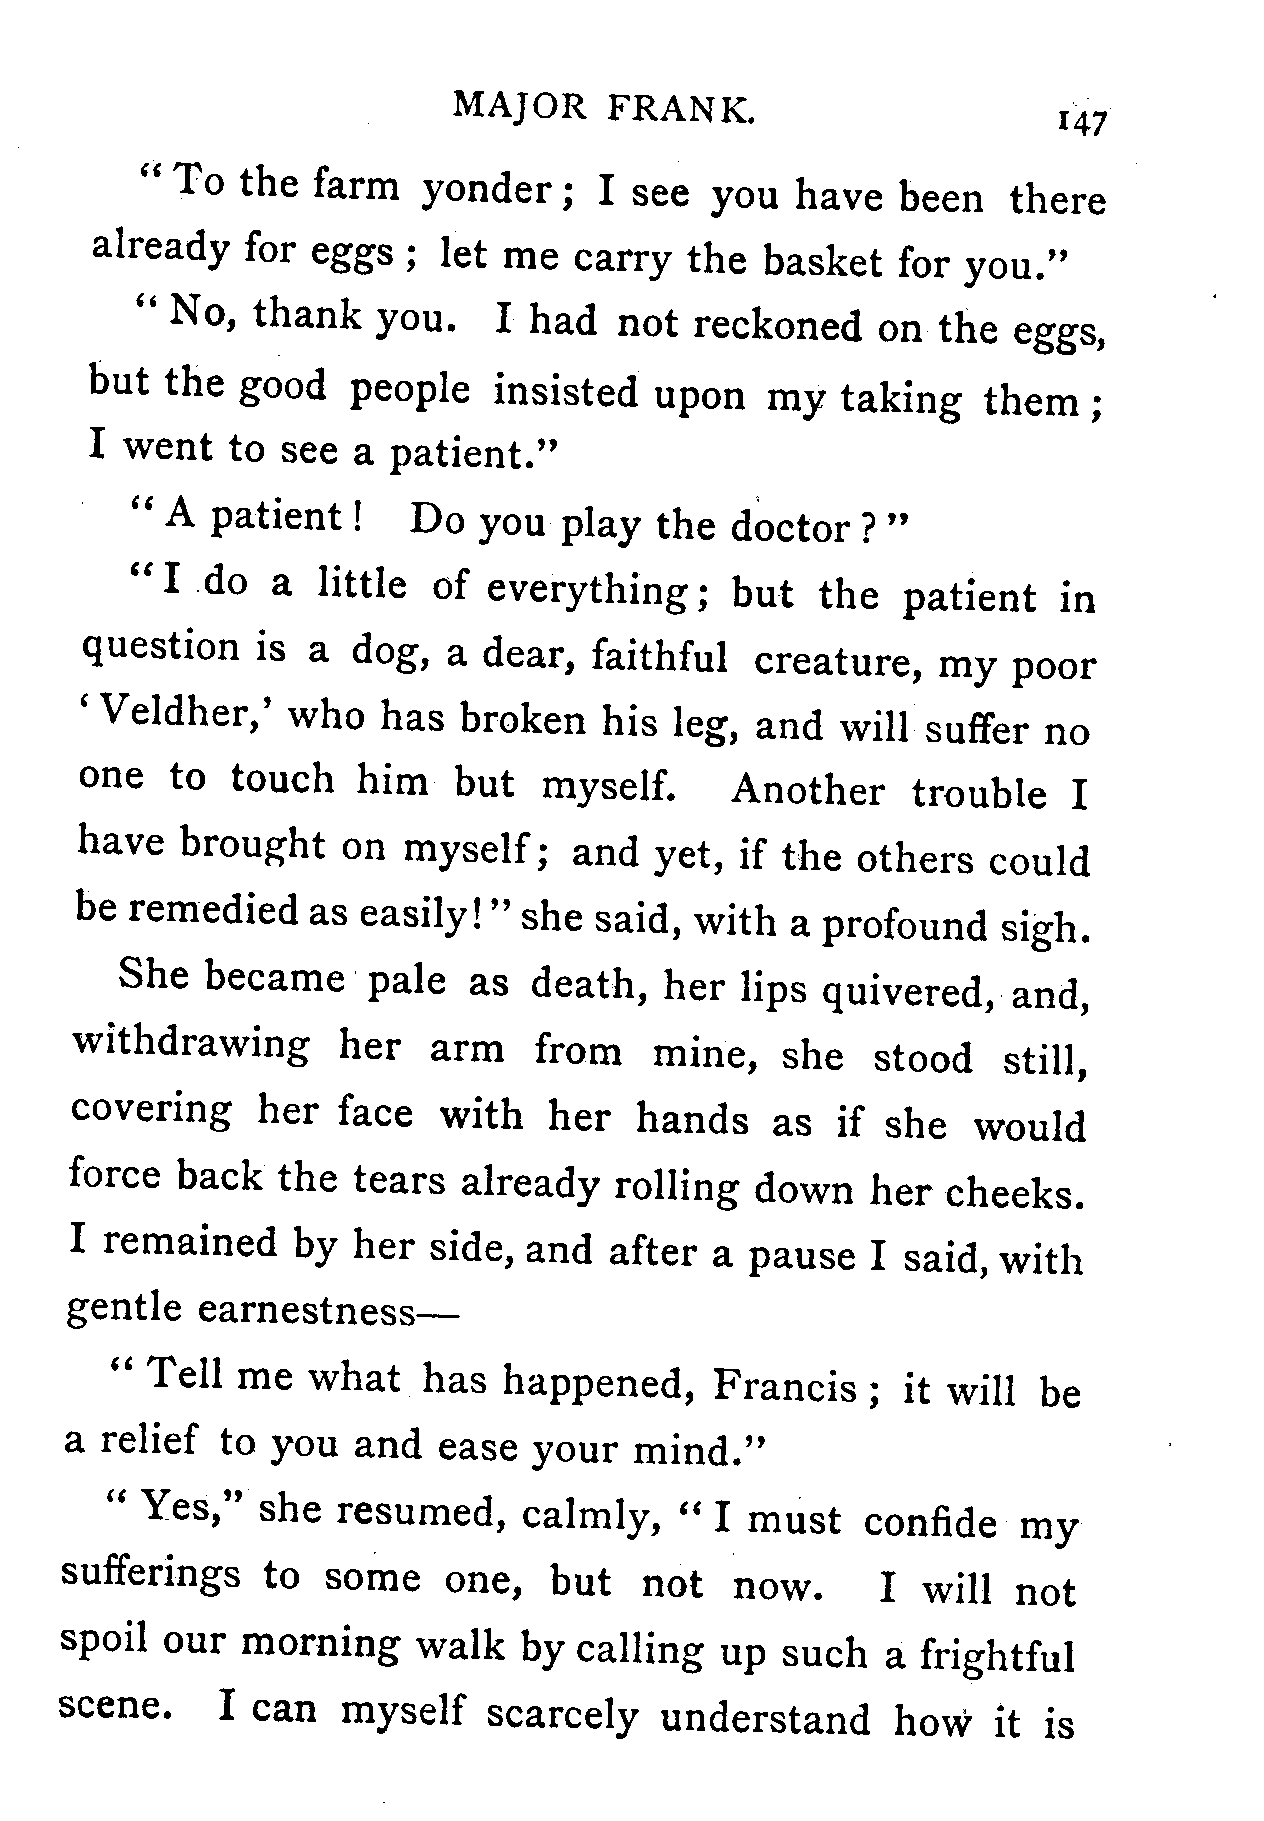 MAJOR FRANK. 147
“ To the farm yonder ; I see you have been there
already for eggs ; let me carry the basket for you.”
“ No, thank you. I had not reckoned on the eggs,
but the good people insisted upon my taking them ;
I went to see a patient.”
“ A patient ! Do you play the doctor ? ”
“ I do a little of everything ; but the patient in
question is a dog, a dear, faithful creature, my poor
‘ Veldher,’ who has broken his leg, and will suffer no
one to touch him but myself. Another trouble I
have brought on myself ; and yet, if the others could
be remedied as easily ! ” she said, with a profound sigh.
She became pale as death, her lips quivered, and,
withdrawing her arm from mine, she stood still,
covering her face with her hands as if she would
force back the tears already rolling down her cheeks.
I remained by her side, and after a pause I said, with
gentle earnestness—
“ Tell me what has happened, Francis ; it will be
a relief to you and ease your mind.”
“ Yes,” she resumed, calmly, “ I must confide my
sufferings to some one, but not now. I will not
spoil our morning walk by calling up such a frightful
scene. I can myself scarcely understand how it is